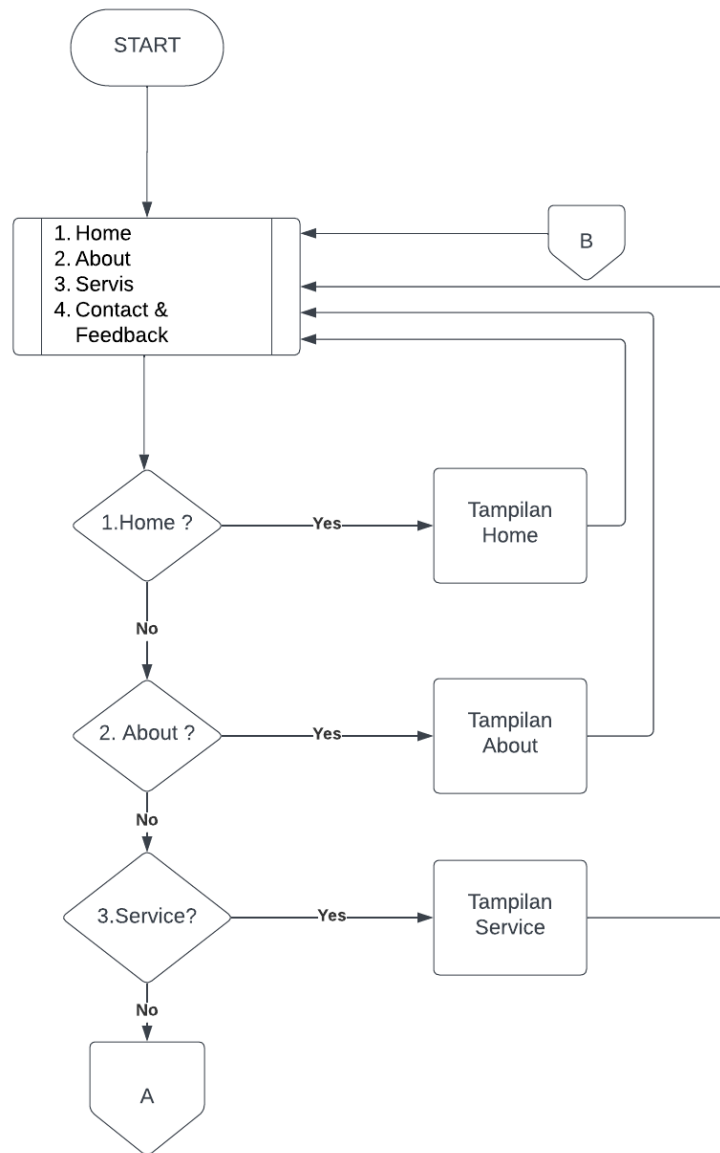 START
1. Home
2. About
3. Servis
4. Contact &
Feedback
B
1.Home ?
Yes
Tampilan
Home
No
2. About ?
Yes
Tampilan
About
No
3.Service?
Yes
Tampilan
Service
No
A